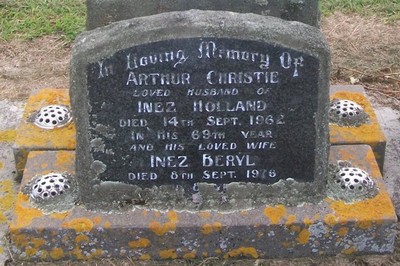 In Loving Memory Of
ARTHUR CHRISTIE
LOVED HUSBAND OF
INEZ HOLLAND
DIED 14TH SEPT. 1962
IN HIS 69TH YEAR
AND HIS LOVED WIFE
INEZ BERYL
DIED 8TH SEPT. 1976